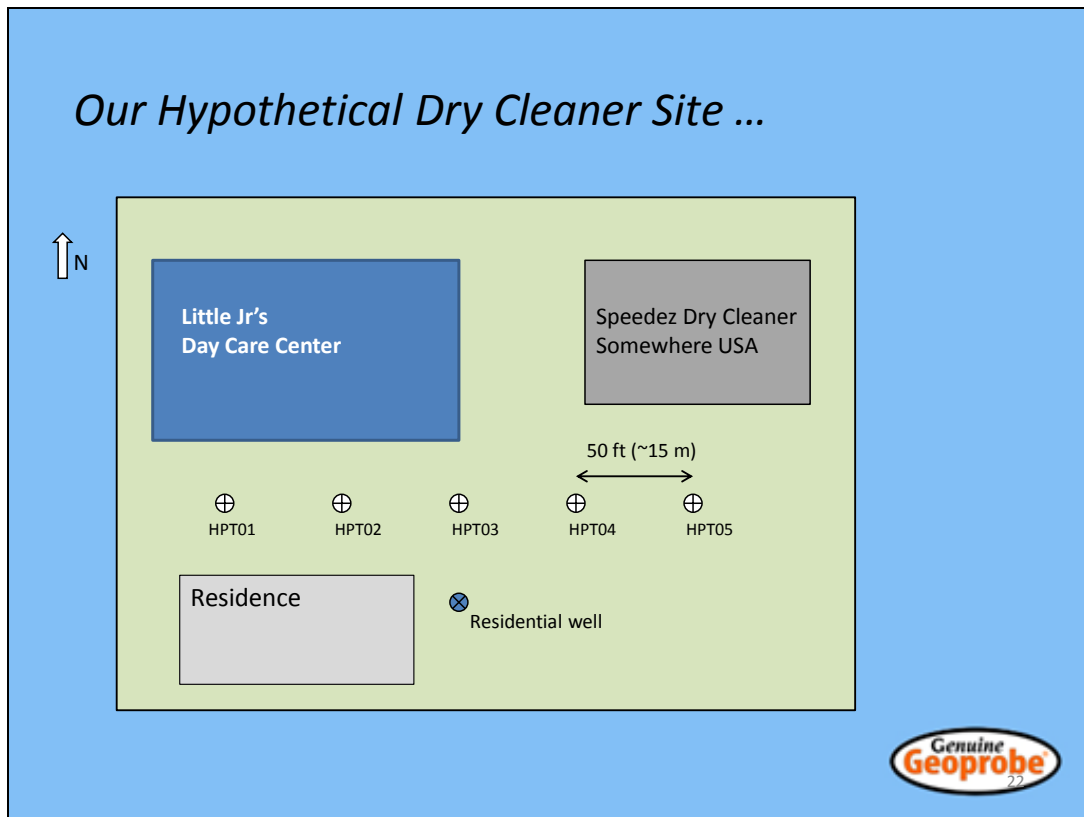 Our Hypothetical Dry Cleaner Site ...
N
Little Jr's
Day Care Center
Speedez Dry Cleaner
Somewhere USA
50 ft (~15 m)
HPT01
HPT02
HPT03
HPT04
HPT05
Residence
Residential well
Genuine
Geoprobe®
22